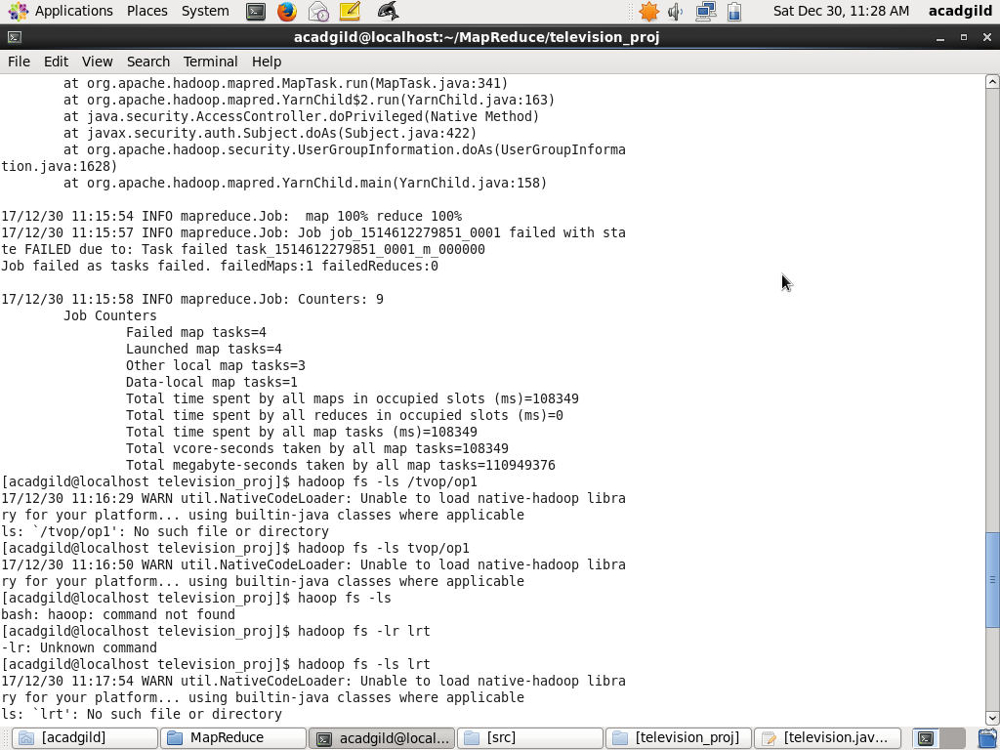 Applications Places System Sat Dec 30, 11:28 AM acadgild
acadgild@localhost:~/MapReduce/television_proj
File Edit View Search Terminal Help
at org.apache.hadoop.mapred.MapTask.run(MapTask.java:341)
at org.apache.hadoop.mapred.YarnChild$2.run(YarnChild.java:163)
at java.security.AccessController.doPrivileged(Native Method)
at javax.security.auth.Subject.doAs(Subject.java:422)
at org.apache.hadoop.security.UserGroupInformation.doAs(UserGroupInforma
tion.java:1628)
at org.apache.hadoop.mapred.YarnChild.main(YarnChild.java:158)
17/12/30 11:15:54 INFO mapreduce.Job:  map 100% reduce 100%
17/12/30 11:15:57 INFO mapreduce.Job: Job job_1514612279851_0001 failed with sta
te FAILED due to: Task failed task_1514612279851_0001_m_000000
Job failed as tasks failed. failedMaps:1 failedReduces:0
17/12/30 11:15:58 INFO mapreduce.Job: Counters: 9
Job Counters
Failed map tasks=4
Launched map tasks=4
Other local map tasks=3
Data-local map tasks=1
Total time spent by all maps in occupied slots (ms)=108349
Total time spent by all reduces in occupied slots (ms)=0
Total time spent by all map tasks (ms)=108349
Total vcore-seconds taken by all map tasks=108349
Total megabyte-seconds taken by all map tasks=110949376
[acadgild@localhost television_proj]$ hadoop fs -ls /tvop/op1
17/12/30 11:16:29 WARN util.NativeCodeLoader: Unable to load native-hadoop libra
ry for your platform... using builtin-java classes where applicable
ls: `/tvop/op1': No such file or directory
[acadgild@localhost television_proj]$ hadoop fs -ls tvop/op1
17/12/30 11:16:50 WARN util.NativeCodeLoader: Unable to load native-hadoop libra
ry for your platform... using builtin-java classes where applicable
[acadgild@localhost television_proj]$ haoop fs -ls
bash: haoop: command not found
[acadgild@localhost television_proj]$ hadoop fs -lr lrt
-lr: Unknown command
[acadgild@localhost television_proj]$ hadoop fs -ls lrt
17/12/30 11:17:54 WARN util.NativeCodeLoader: Unable to load native-hadoop libra
ry for your platform... using builtin-java classes where applicable
ls: `lrt': No such file or directory
[acadgild] MapReduce acadgild@local... [src] [television_proj] [television.jav...